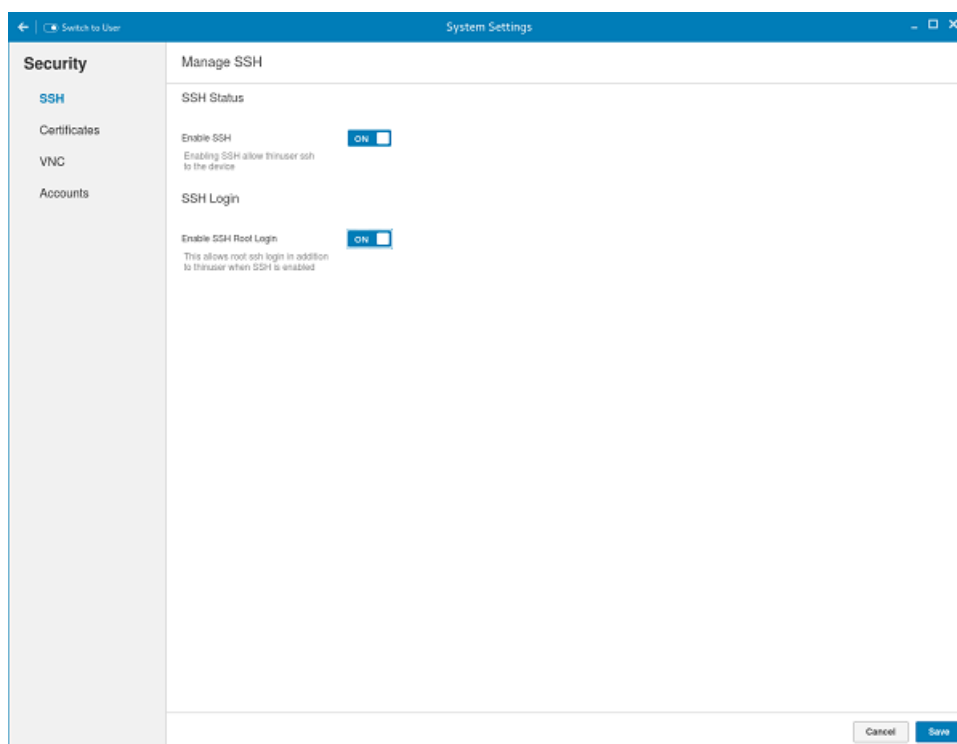 Switch to User
System Settings
Security
SSH
Certificates
VNC
Accounts
Manage SSH
SSH Status
Enable SSH
ON
Enabling SSH allow thinuser ssh
to the device
SSH Login
Enable SSH Root Login
ON
This allows root ssh login in addition
to thinuser when SSH is enabled
Cancel
Save